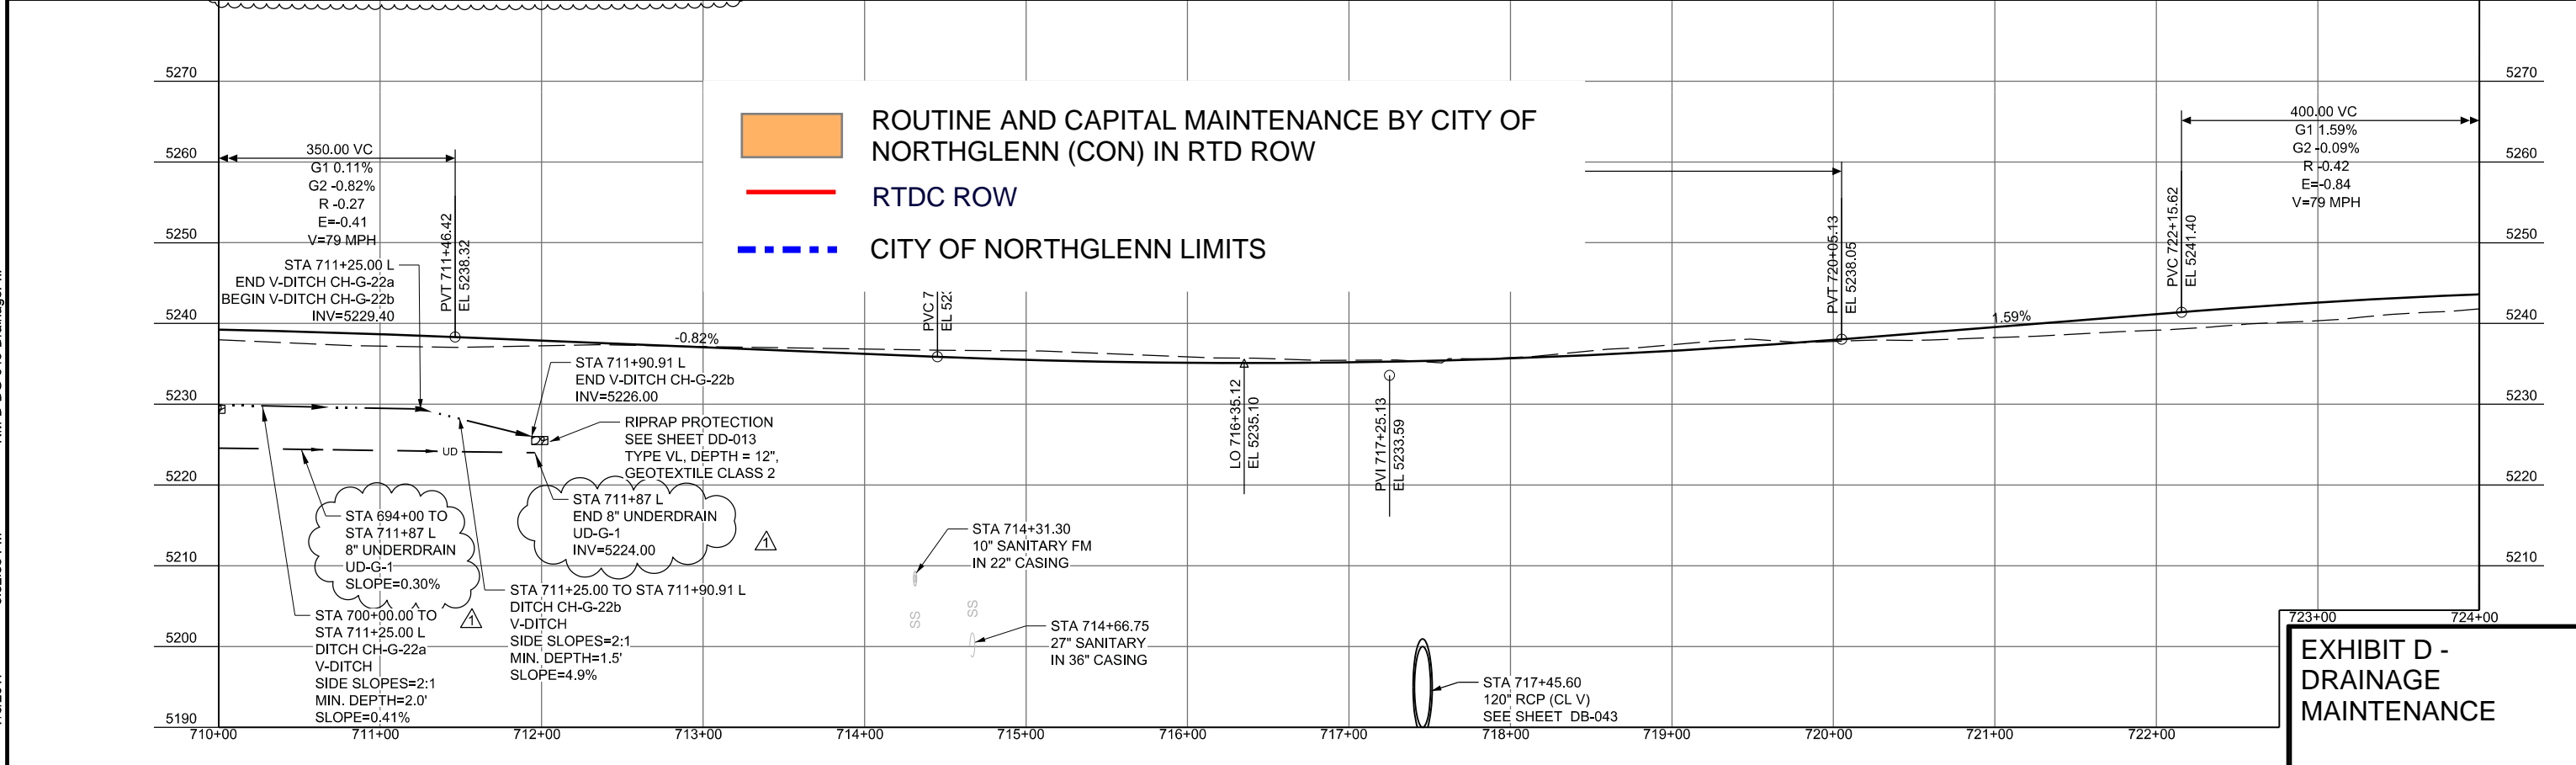 5270
5260
5250
5240
5230
5220
5210
5200
5190
350.00 VC
G1 0.11%
G2 -0.82%
R -0.27
E=-0.41
V=79 MPH
STA 711+25.00 L
END V-DITCH CH-G-22a
BEGIN V-DITCH CH-G-22b
INV=5229.40
PVT 711+46.42
EL 5238.32
ROUTINE AND CAPITAL MAINTENANCE BY CITY OF
NORTHGLENN (CON) IN RTD ROW
RTDC ROW
CITY OF NORTHGLENN LIMITS
PVC 7
-0.82%
STA 711+90.91 L
END V-DITCH CH-G-22b
INV=5226.00
RIPRAP PROTECTION
SEE SHEET DD-013
TYPE VL, DEPTH = 12",
GEOTEXTILE CLASS 2
UD
STA 694+00 TO
STA 711+87 L
8" UNDERDRAIN
UD-G-1
SLOPE=0.30%
1
STA 711+87 L
END 8" UNDERDRAIN
UD-G-1
INV=5224.00
1
STA 700+00.00 TO
STA 711+25.00 L
DITCH CH-G-22a
V-DITCH
SIDE SLOPES=2:1
MIN. DEPTH=2.0'
SLOPE=0.41%
STA 711+25.00 TO STA 711+90.91 L
DITCH CH-G-22b
V-DITCH
SIDE SLOPES=2:1
MIN. DEPTH=1.5'
SLOPE=4.9%
STA 714+31.30
10" SANITARY FM
IN 22" CASING
SS
SS
STA 714+66.75
27" SANITARY
IN 36" CASING
LO 716+35.12
EL 5235.10
PVI 717+25.13
EL 5233.59
STA 717+45.60
120" RCP (CL V)
SEE SHEET DB-043
PVT 720+05.13
EL 5238.05
1.59%
PVC 722+15.62
EL 5241.40
400.00 VC
G1 1.59%
G2 -0.09%
R -0.42
E=-0.84
V=79 MPH
5270
5260
5250
5240
5230
5220
5210
710+00
711+00
712+00
713+00
714+00
715+00
716+00
717+00
718+00
719+00
720+00
721+00
722+00
723+00
724+00
EXHIBIT D -
DRAINAGE
MAINTENANCE